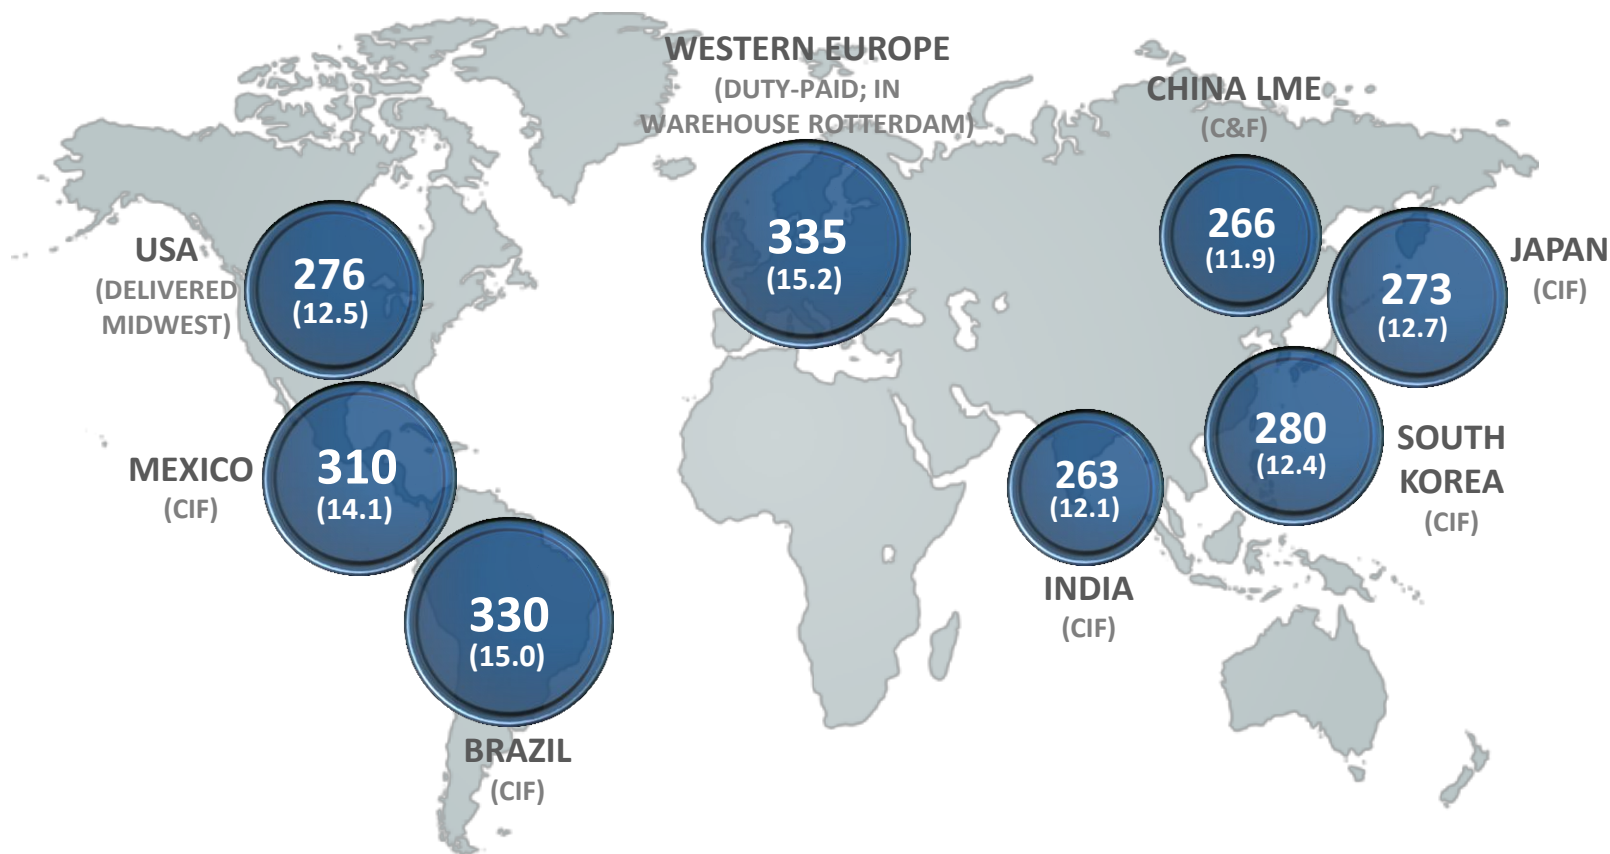 WESTERN EUROPE
(DUTY-PAID; IN
WAREHOUSE ROTTERDAM)
335
(15.2)
CHINA LME
(C&F)
266
(11.9)
JAPAN
(CIF)
273
(12.7)
USA
(DELIVERED
MIDWEST)
276
(12.5)
MEXICO
(CIF)
310
(14.1)
280
(12.4)
SOUTH
KOREA
(CIF)
263
(12.1)
INDIA
(CIF)
330
(15.0)
BRAZIL
(CIF)